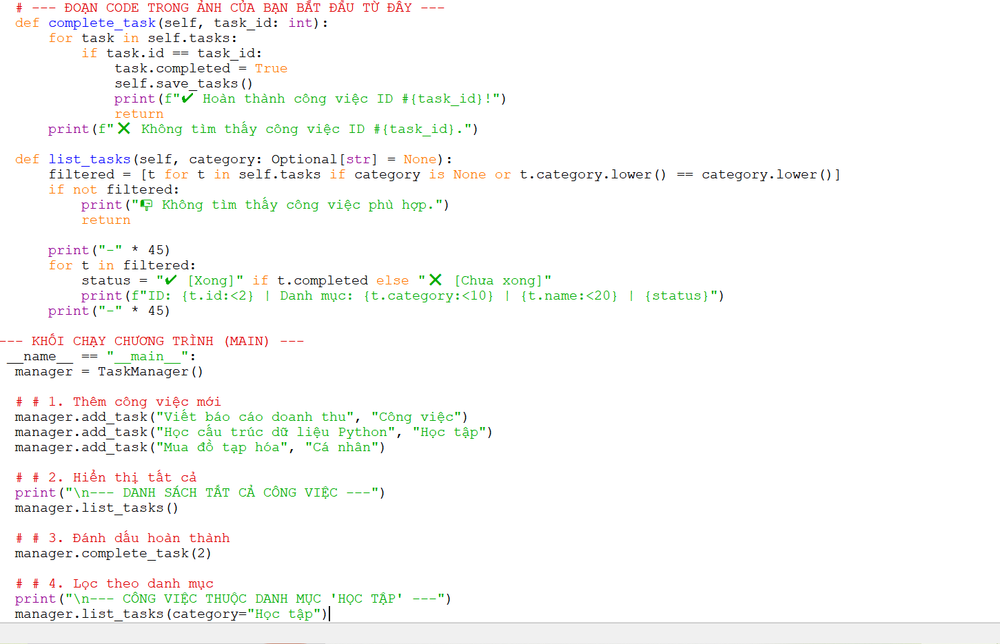 # --- ĐOẠN CODE TRONG ẢNH CỦA BẠN BẮT ĐẦU TỪ ĐÂY ---
def complete_task(self, task_id: int):
    for task in self.tasks:
        if task.id == task_id:
            task.completed = True
            self.save_tasks()
            print(f"✔ Hoàn thành công việc ID #{task_id}!")
            return
    print(f"❌ Không tìm thấy công việc ID #{task_id}.")

def list_tasks(self, category: Optional[str] = None):
    filtered = [t for t in self.tasks if category is None or t.category.lower() == category.lower()]
    if not filtered:
        print("📭 Không tìm thấy công việc phù hợp.")
        return

    print("-" * 45)
    for t in filtered:
        status = "✔ [Xong]" if t.completed else "❌ [Chưa xong]"
        print(f"ID: {t.id:<2} | Danh mục: {t.category:<10} | {t.name:<20} | {status}")
    print("-" * 45)

--- KHỐI CHẠY CHƯƠNG TRÌNH (MAIN) ---
__name__ == "__main__":
manager = TaskManager()

# # 1. Thêm công việc mới
manager.add_task("Viết báo cáo doanh thu", "Công việc")
manager.add_task("Học cấu trúc dữ liệu Python", "Học tập")
manager.add_task("Mua đồ tạp hóa", "Cá nhân")

# # 2. Hiển thị tất cả
print("\n--- DANH SÁCH TẤT CẢ CÔNG VIỆC ---")
manager.list_tasks()

# # 3. Đánh dấu hoàn thành
manager.complete_task(2)

# # 4. Lọc theo danh mục
print("\n--- CÔNG VIỆC THUỘC DANH MỤC 'HỌC TẬP' ---")
manager.list_tasks(category="Học tập")